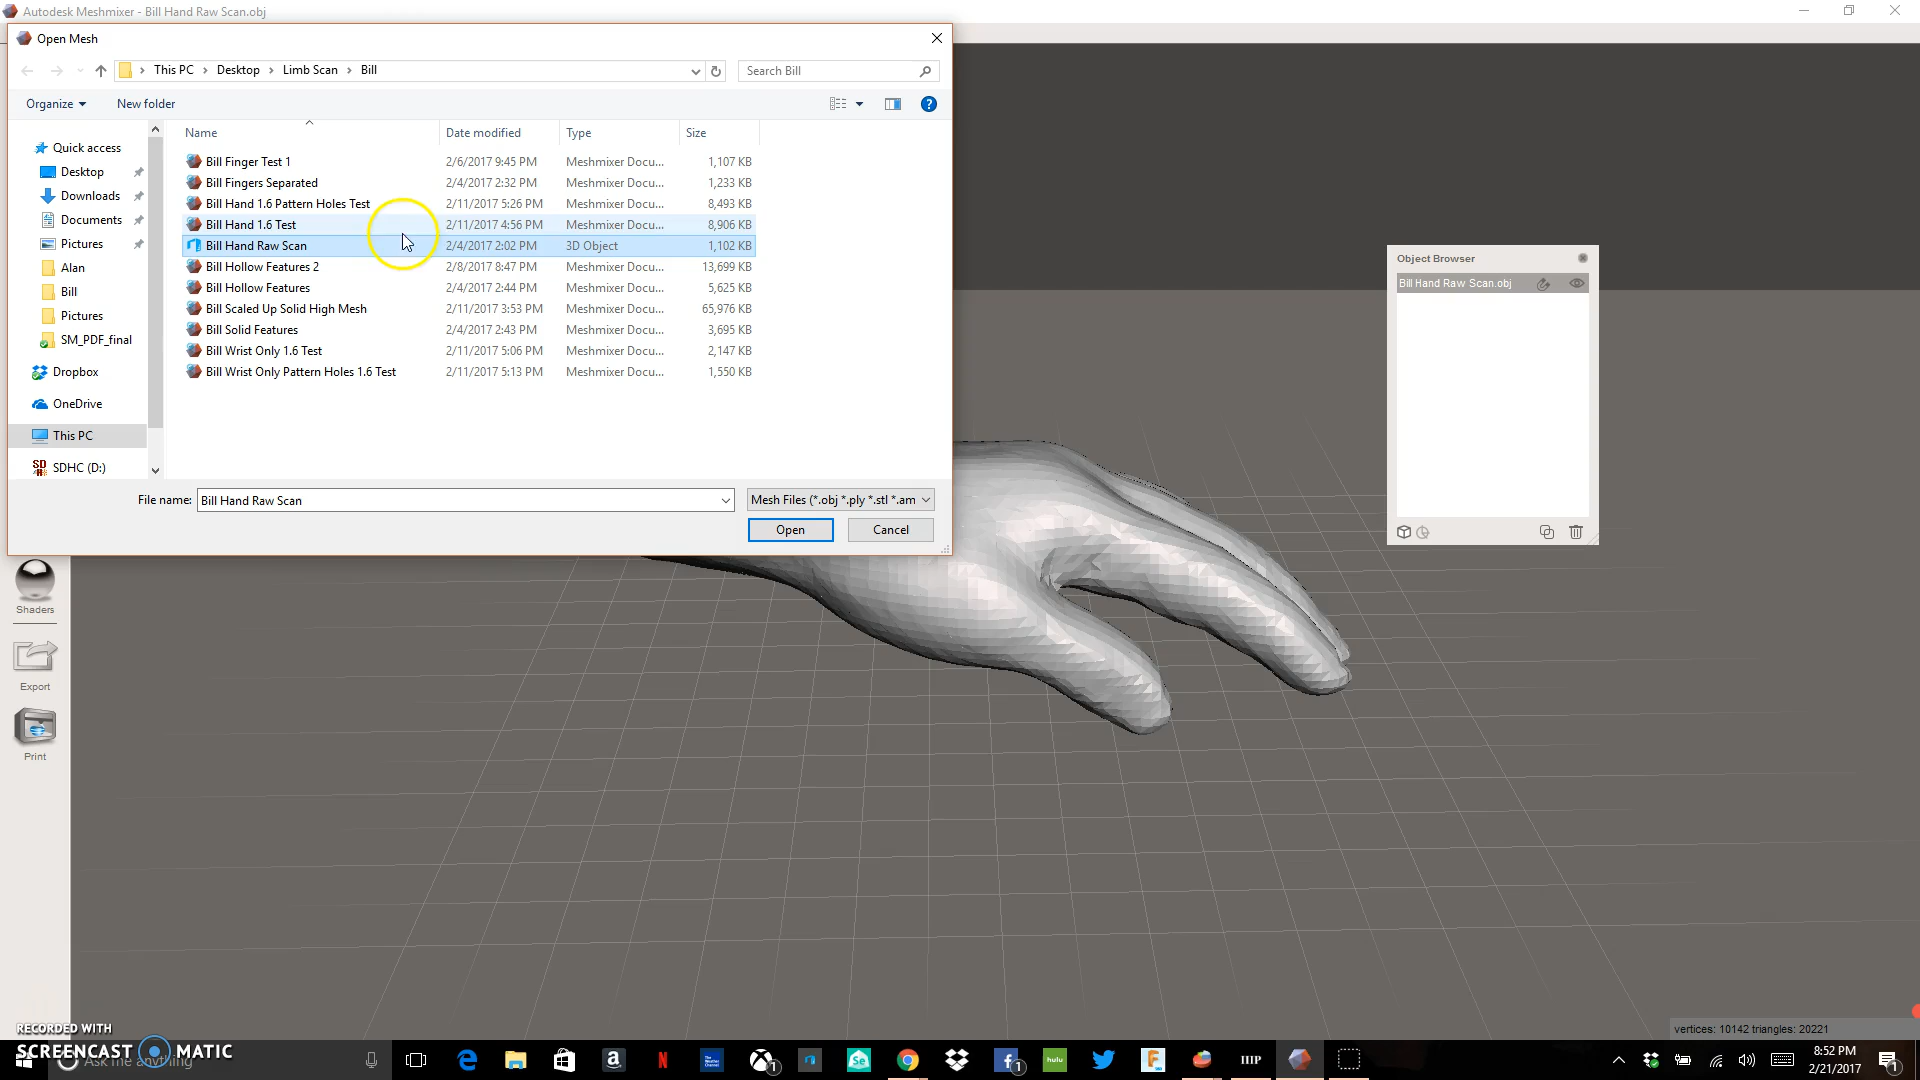 Autodesk Meshmixer - Bill Hand Raw Scan.obj
Open Mesh
This PC > Desktop > Limb Scan > Bill
Search Bill
Organize
New folder
Name Date modified Type Size
Quick access
Desktop
Downloads
Documents
Pictures
Alan
Bill
Pictures
SM_PDF_final
Dropbox
OneDrive
This PC
SDHC (D:)
Bill Finger Test 1 2/6/2017 9:45 PM Meshmixer Docu... 1,107 KB
Bill Fingers Separated 2/4/2017 2:32 PM Meshmixer Docu... 1,233 KB
Bill Hand 1.6 Pattern Holes Test 2/11/2017 5:26 PM Meshmixer Docu... 8,493 KB
Bill Hand 1.6 Test 2/11/2017 4:56 PM Meshmixer Docu... 8,906 KB
Bill Hand Raw Scan 2/4/2017 2:02 PM 3D Object 1,102 KB
Bill Hollow Features 2 2/8/2017 8:47 PM Meshmixer Docu... 13,699 KB
Bill Hollow Features 2/4/2017 2:44 PM Meshmixer Docu... 5,625 KB
Bill Scaled Up Solid High Mesh 2/11/2017 3:53 PM Meshmixer Docu... 65,976 KB
Bill Solid Features 2/4/2017 2:43 PM Meshmixer Docu... 3,695 KB
Bill Wrist Only 1.6 Test 2/11/2017 5:06 PM Meshmixer Docu... 2,147 KB
Bill Wrist Only Pattern Holes 1.6 Test 2/11/2017 5:13 PM Meshmixer Docu... 1,550 KB
File name: Bill Hand Raw Scan
Mesh Files (*.obj *.ply *.stl *.am
Open
Cancel
Object Browser
Bill Hand Raw Scan.obj
Shaders
Export
Print
vertices: 10142 triangles: 20221
RECORDED WITH
SCREENCAST MATIC
Ask me anything
hulu
IIIP
8:52 PM
2/21/2017